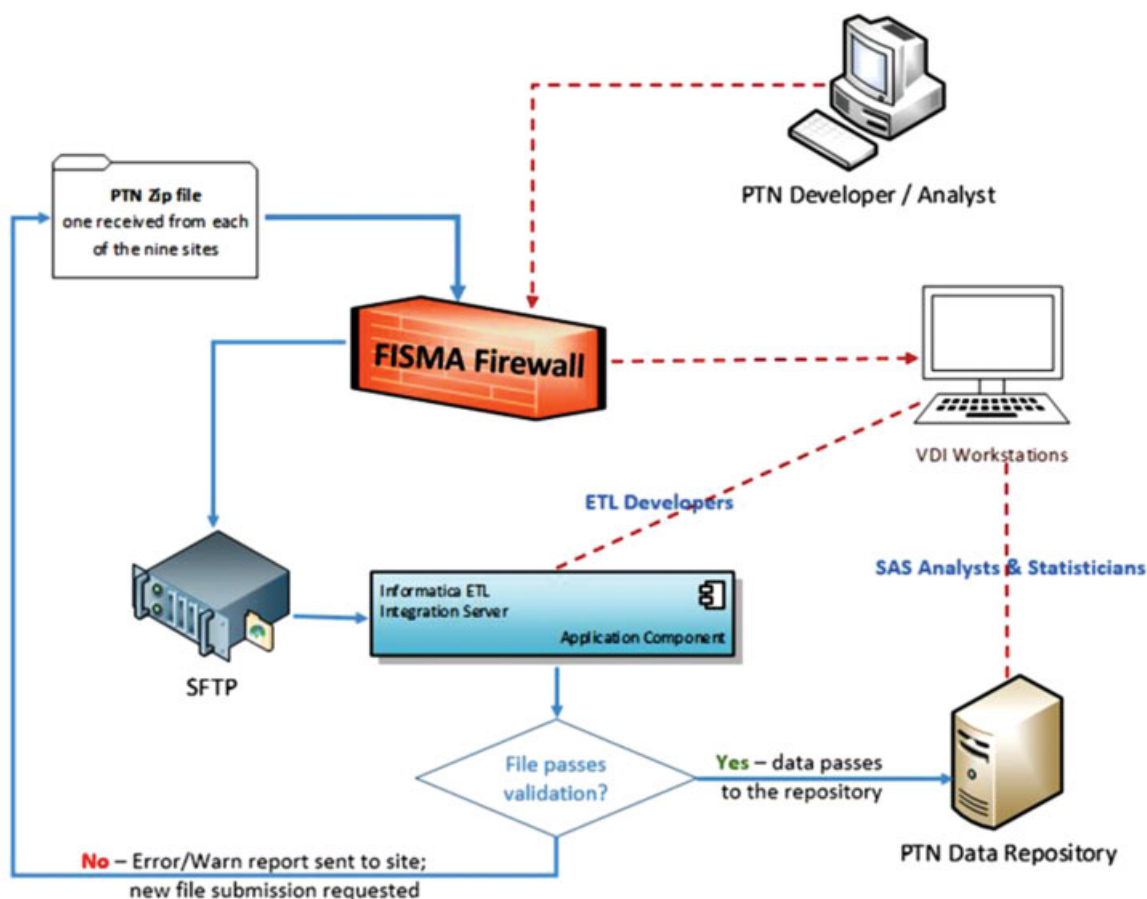 PTN Developer / Analyst
PTN Zip file
one received from each
of the nine sites
FISMA Firewall
VDI Workstations
ETL Developers
SAS Analysts & Statisticians
Informatica ETL
Integration Server
Application Component
SFTP
File passes
validation?
Yes – data passes
to the repository
PTN Data Repository
No – Error/Warn report sent to site;
new file submission requested